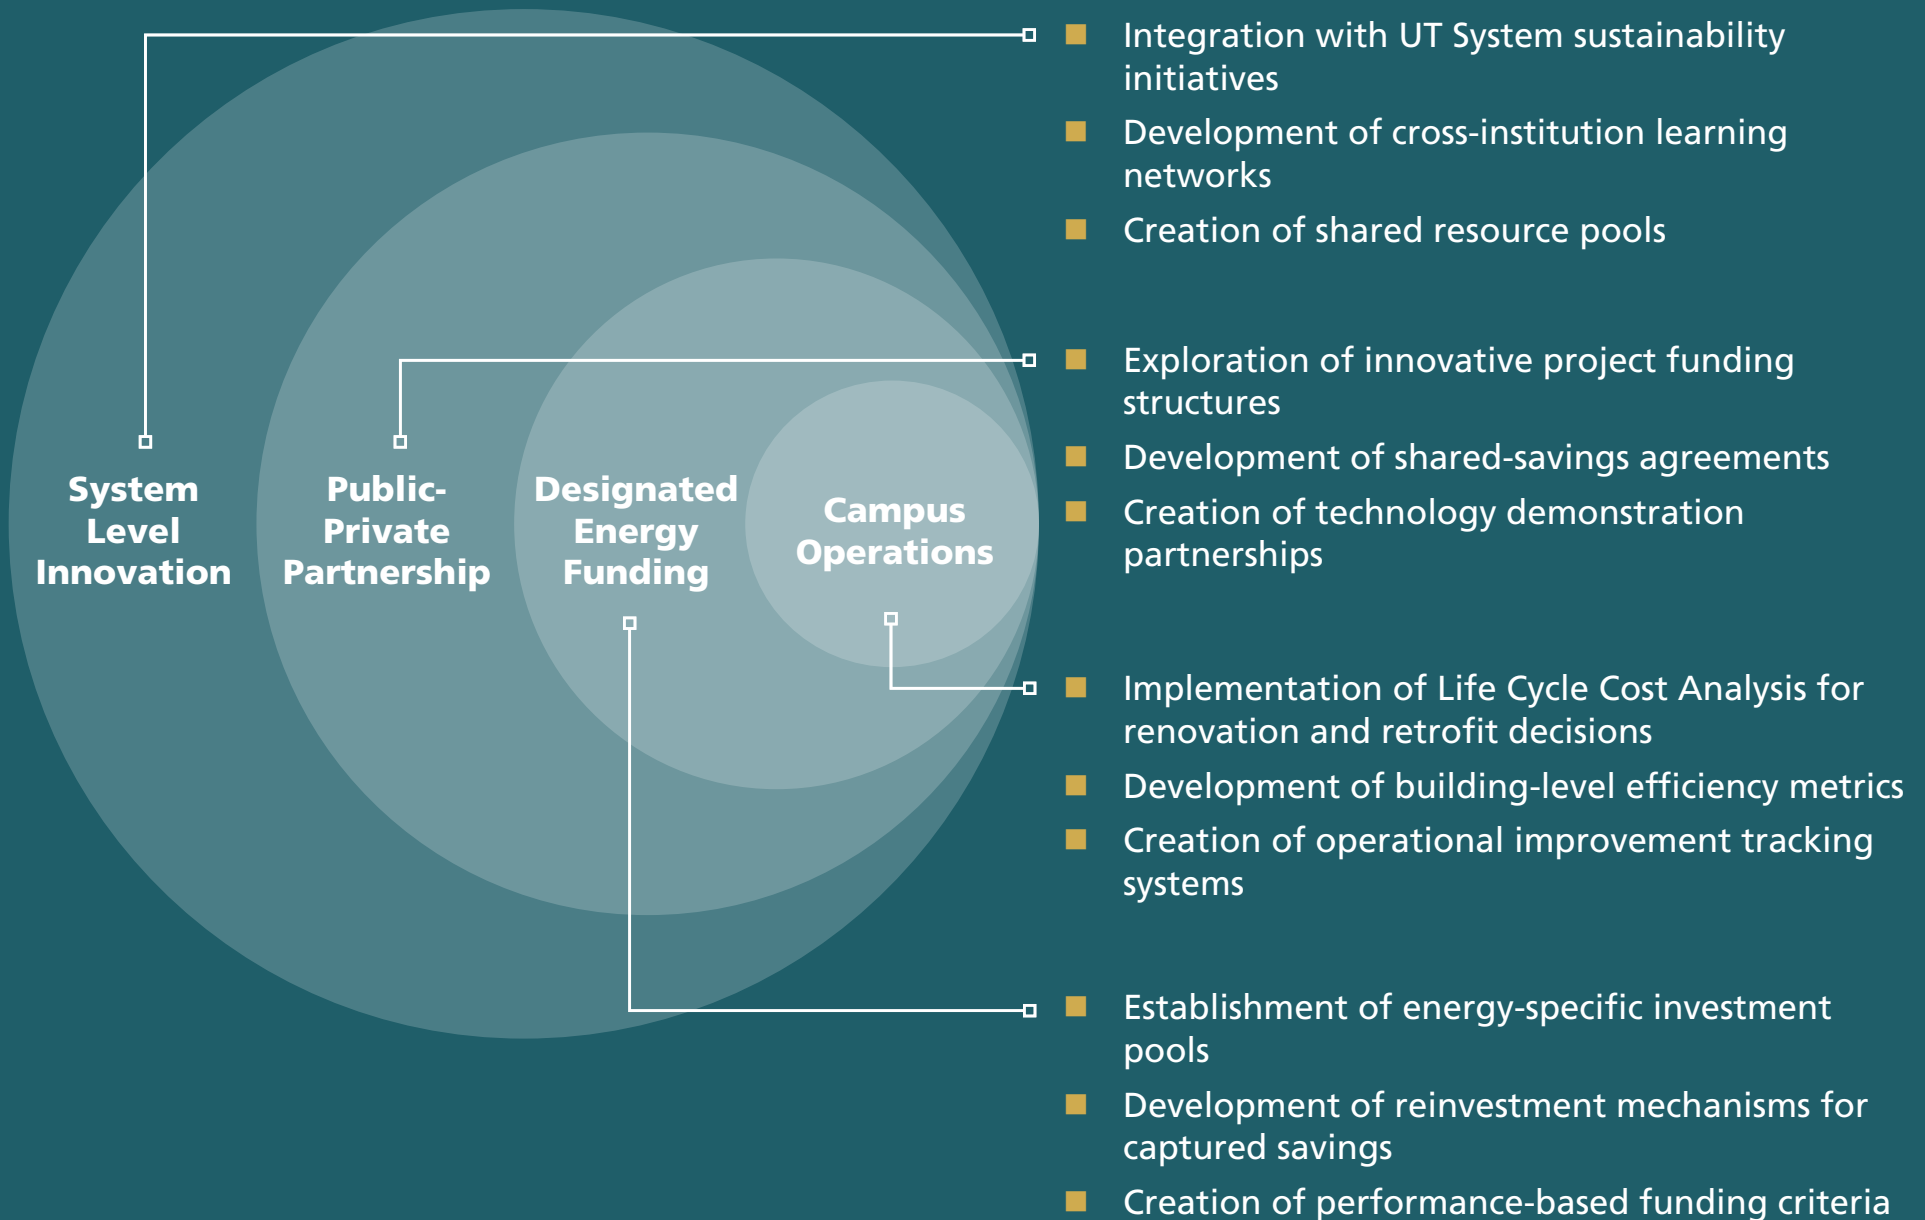 System
Level
Innovation
Public-
Private
Partnership
Designated
Energy
Funding
Campus
Operations
Integration with UT System sustainability
initiatives
Development of cross-institution learning
networks
Creation of shared resource pools
Exploration of innovative project funding
structures
Development of shared-savings agreements
Creation of technology demonstration
partnerships
Implementation of Life Cycle Cost Analysis for
renovation and retrofit decisions
Development of building-level efficiency metrics
Creation of operational improvement tracking
systems
Establishment of energy-specific investment
pools
Development of reinvestment mechanisms for
captured savings
Creation of performance-based funding criteria